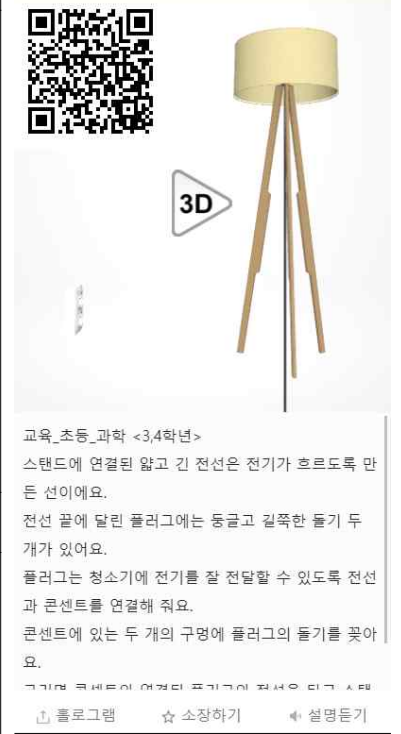 3D
교육_초등_과학 <3,4학년>
스탠드에 연결된 얇고 긴 전선은 전기가 흐르도록 만
든 선이에요.
전선 끝에 달린 플러그에는 둥글고 길쭉한 돌기 두
개가 있어요.
플러그는 청소기에 전기를 잘 전달할 수 있도록 전선
과 콘센트를 연결해 줘요.
콘센트에 있는 두 개의 구멍에 플러그의 돌기를 꽂아
요.
홀로그램 소장하기 설명듣기